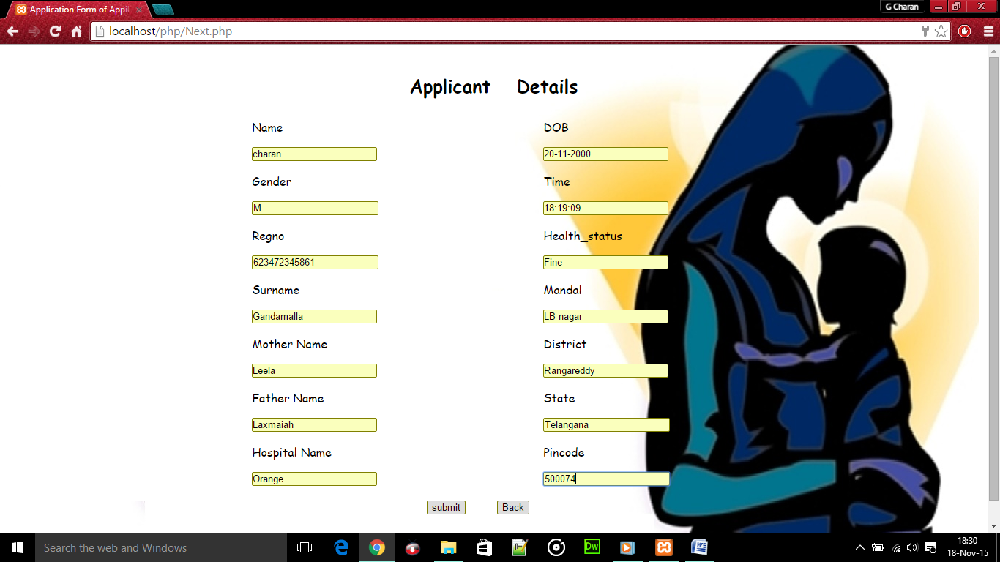 Application Form of Appil
G Charan
localhost/php/Next.php
Applicant Details
Name DOB
charan 20-11-2000
Gender Time
M 18:19:09
Regno Health_status
623472345861 Fine
Surname Mandal
Gandamalla LB nagar
Mother Name District
Leela Rangareddy
Father Name State
Laxmaiah Telangana
Hospital Name Pincode
Orange 500074
submit Back
Search the web and Windows
Dw
18:30
18-Nov-15